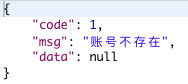 {
    "code": 1,
    "msg": "账号不存在",
    "data": null
}